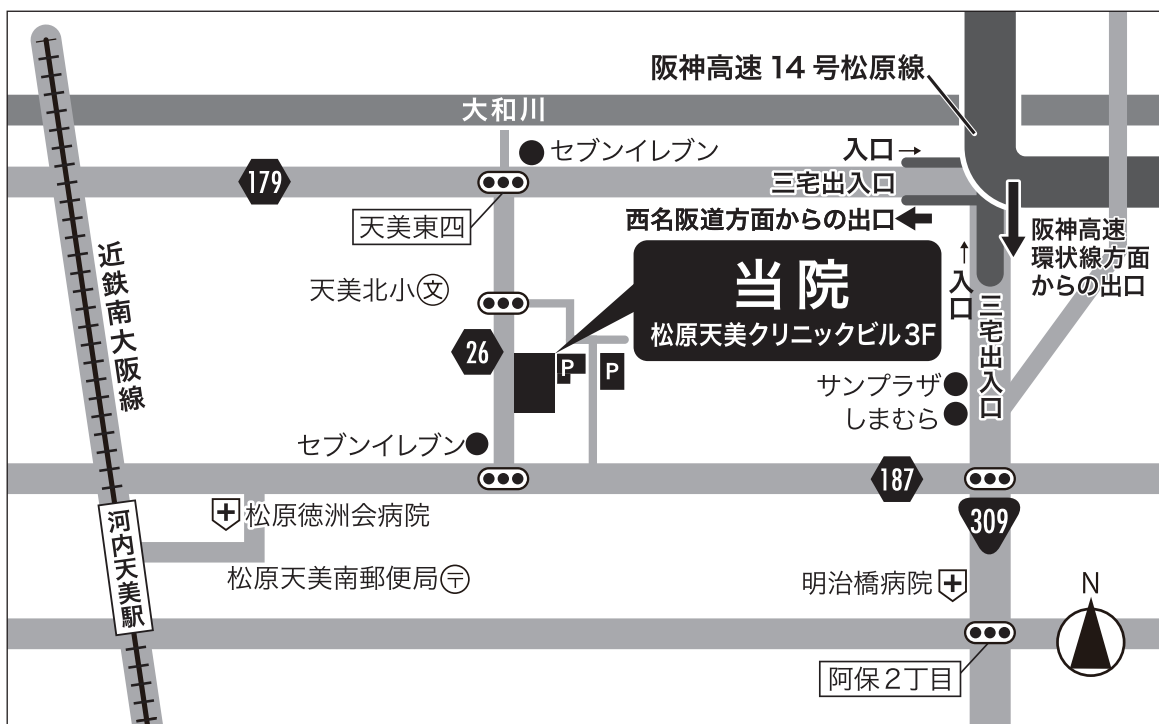 阪神高速14号松原線
大和川
セブンイレブン
入口→
179
三宅出入口
天美東四
西名阪道方面からの出口
阪神高速
環状線方面
からの出口
近鉄南大阪線
天美北小 文
当院
松原天美クリニックビル3F
←入口
三宅出入口
26
P
P
サンプラザ
しまむら
セブンイレブン
187
309
松原徳洲会病院
河内天美駅
松原天美南郵便局〒
明治橋病院
N
阿保2丁目